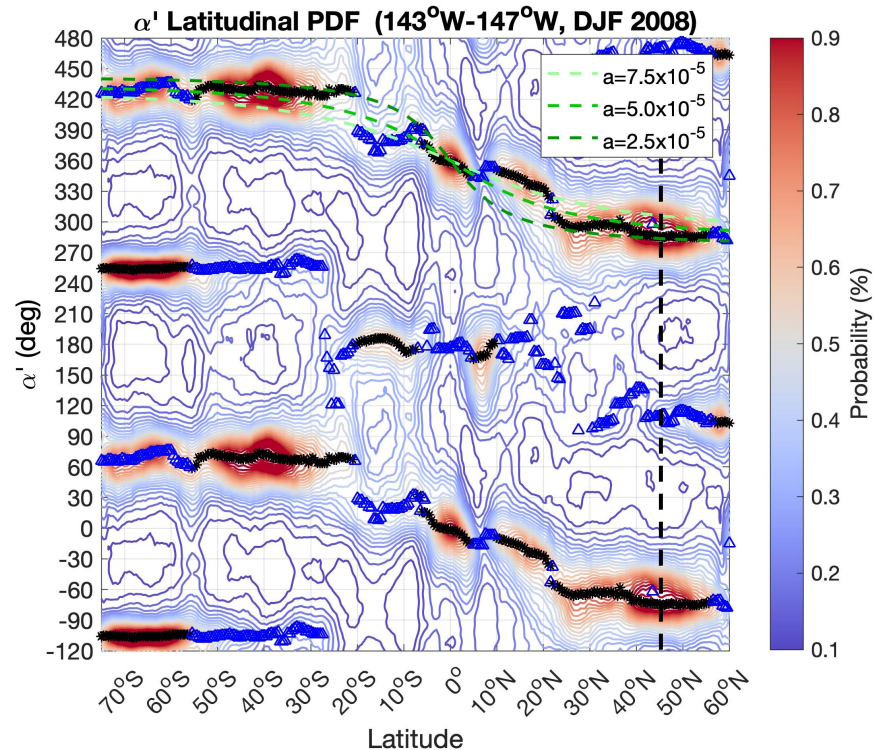 α' Latitudinal PDF (143°W-147°W, DJF 2008)
480
450
420
390
360
330
300
270
240
210
180
150
120
90
60
30
0
-30
-60
-90
-120
α' (deg)
a=7.5x10⁻⁵
a=5.0x10⁻⁵
a=2.5x10⁻⁵
70°S
60°S
50°S
40°S
30°S
20°S
10°S
0°
10°N
20°N
30°N
40°N
50°N
60°N
Latitude
0.9
0.8
0.7
0.6
0.5
0.4
0.3
0.2
0.1
Probability (%)